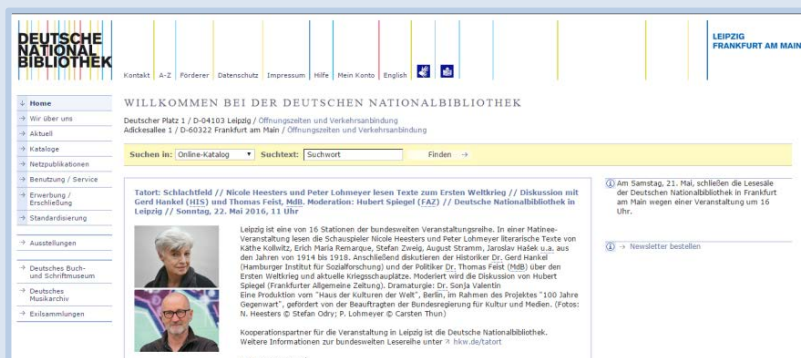 DEUTSCHE
NATIONAL
BIBLIOTHEK
LEIPZIG
FRANKFURT AM MAIN
Kontakt A-Z Förderer Datenschutz Impressum Hilfe Mein Konto English
Home
Wir über uns
Aktuell
Kataloge
Netzpublikationen
Benutzung / Service
Erwerbung /
Erschließung
Standardisierung
Ausstellungen
Deutsches Buch-
und Schriftmuseum
Deutsches
Musikarchiv
Exilsammlungen
WILLKOMMEN BEI DER DEUTSCHEN NATIONALBIBLIOTHEK
Deutscher Platz 1 / D-04103 Leipzig / Öffnungszeiten und Verkehrsanbindung
Adickesallee 1 / D-60322 Frankfurt am Main / Öffnungszeiten und Verkehrsanbindung
Suchen in: Online-Katalog Suchtext: Suchwort Finden
Tatort: Schlachtfeld // Nicole Heesters und Peter Lohmeyer lesen Texte zum Ersten Weltkrieg // Diskussion mit
Gerd Hankel (HIS) und Thomas Feist, MdB. Moderation: Hubert Spiegel (FAZ) // Deutsche Nationalbibliothek in
Leipzig // Sonntag, 22. Mai 2016, 11 Uhr
Leipzig ist eine von 16 Stationen der bundesweiten Veranstaltungsreihe. In einer Matinee-
Veranstaltung lesen die Schauspieler Nicole Heesters und Peter Lohmeyer literarische Texte von
Käthe Kollwitz, Erich Maria Remarque, Stefan Zweig, August Stramm, Jaroslav Hašek u.a. aus
den Jahren von 1914 bis 1918. Anschließend diskutieren der Historiker Dr. Gerd Hankel
(Hamburger Institut für Sozialforschung) und der Politiker Dr. Thomas Feist (MdB) über den
Ersten Weltkrieg und aktuelle Kriegsschauplätze. Moderiert wird die Diskussion von Hubert
Spiegel (Frankfurter Allgemeine Zeitung). Dramaturgie: Dr. Sonja Valentin
Eine Produktion vom "Haus der Kulturen der Welt", Berlin, im Rahmen des Projektes "100 Jahre
Gegenwart", gefördert von der Beauftragten der Bundesregierung für Kultur und Medien. (Fotos:
N. Heesters © Stefan Odry; P. Lohmeyer © Carsten Thun)
Kooperationspartner für die Veranstaltung in Leipzig ist die Deutsche Nationalbibliothek.
Weitere Informationen zur bundesweiten Lesereihe unter hkw.de/tatort
Am Samstag, 21. Mai, schließen die Lesesäle
der Deutschen Nationalbibliothek in Frankfurt
am Main wegen einer Veranstaltung um 16
Uhr.
Newsletter bestellen